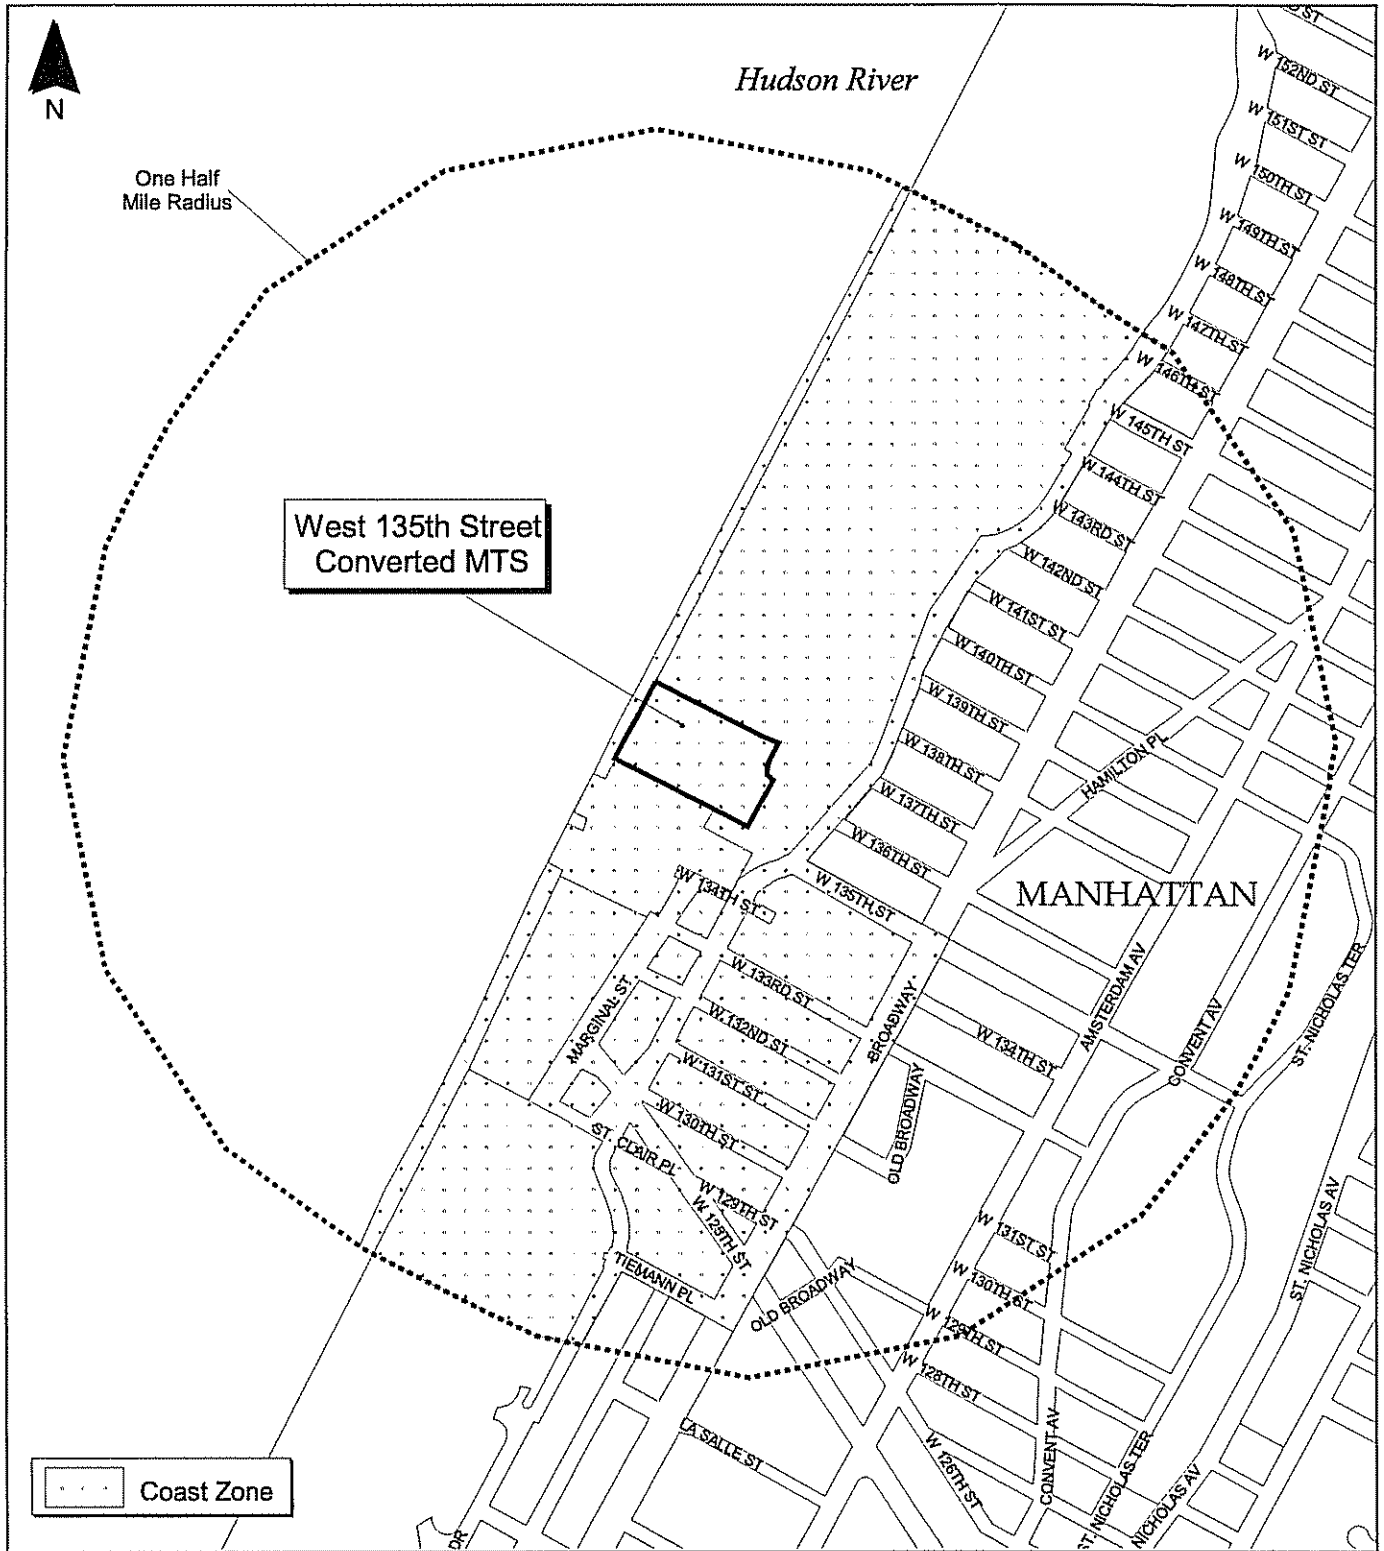 N
Hudson River
One Half
Mile Radius
W 152ND ST
W 151ST ST
W 150TH ST
W 149TH ST
W 148TH ST
W 147TH ST
W 146TH ST
W 145TH ST
W 144TH ST
W 143RD ST
W 142ND ST
W 141ST ST
W 140TH ST
W 139TH ST
W 138TH ST
W 137TH ST
W 136TH ST
W 135TH ST
West 135th Street
Converted MTS
HAMILTON PL
MANHATTAN
W 134TH ST
W 133RD ST
W 132ND ST
W 131ST ST
W 130TH ST
MARGINAL ST
ST. CLAIR PL
W 129TH ST
W 125TH ST
TIEMANN PL
BROADWAY
OLD BROADWAY
W 134TH ST
AMSTERDAM AV
CONVENT AV
ST. NICHOLAS TER
ST. NICHOLAS AV
OLD BROADWAY
W 131ST ST
W 130TH ST
W 129TH ST
W 128TH ST
W 126TH ST
LA SALLE ST
CONVENT AV
ST. NICHOLAS TER
NICHOLAS AV
DR
Coast Zone